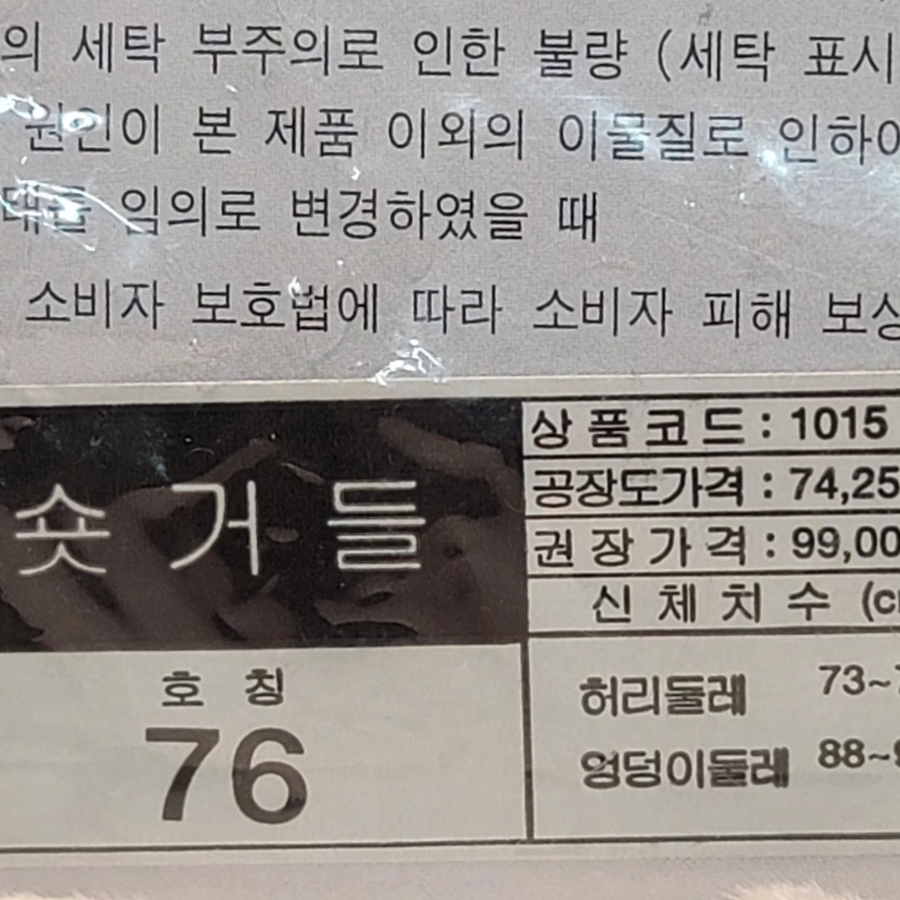 의 세탁 부주의로 인한 불량 (세탁 표시
원인이 본 제품 이외의 이물질로 인하여
임의로 변경하였을 때
소비자 보호법에 따라 소비자 피해 보상
숏거들
상품코드 : 1015
공장도가격 : 74,25
권장가격 : 99,00
신체치수 (c
호칭
76
허리둘레 73~7
엉덩이둘레 88~9